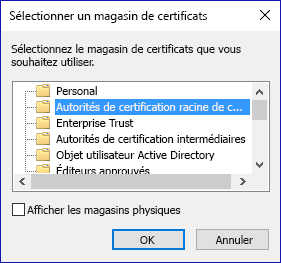 Sélectionner un magasin de certificats
Sélectionnez le magasin de certificats que vous
souhaitez utiliser.
Personal
Autorités de certification racine de c...
Enterprise Trust
Autorités de certification intermédiaires
Objet utilisateur Active Directory
Éditeurs approuvés
Afficher les magasins physiques
OK
Annuler